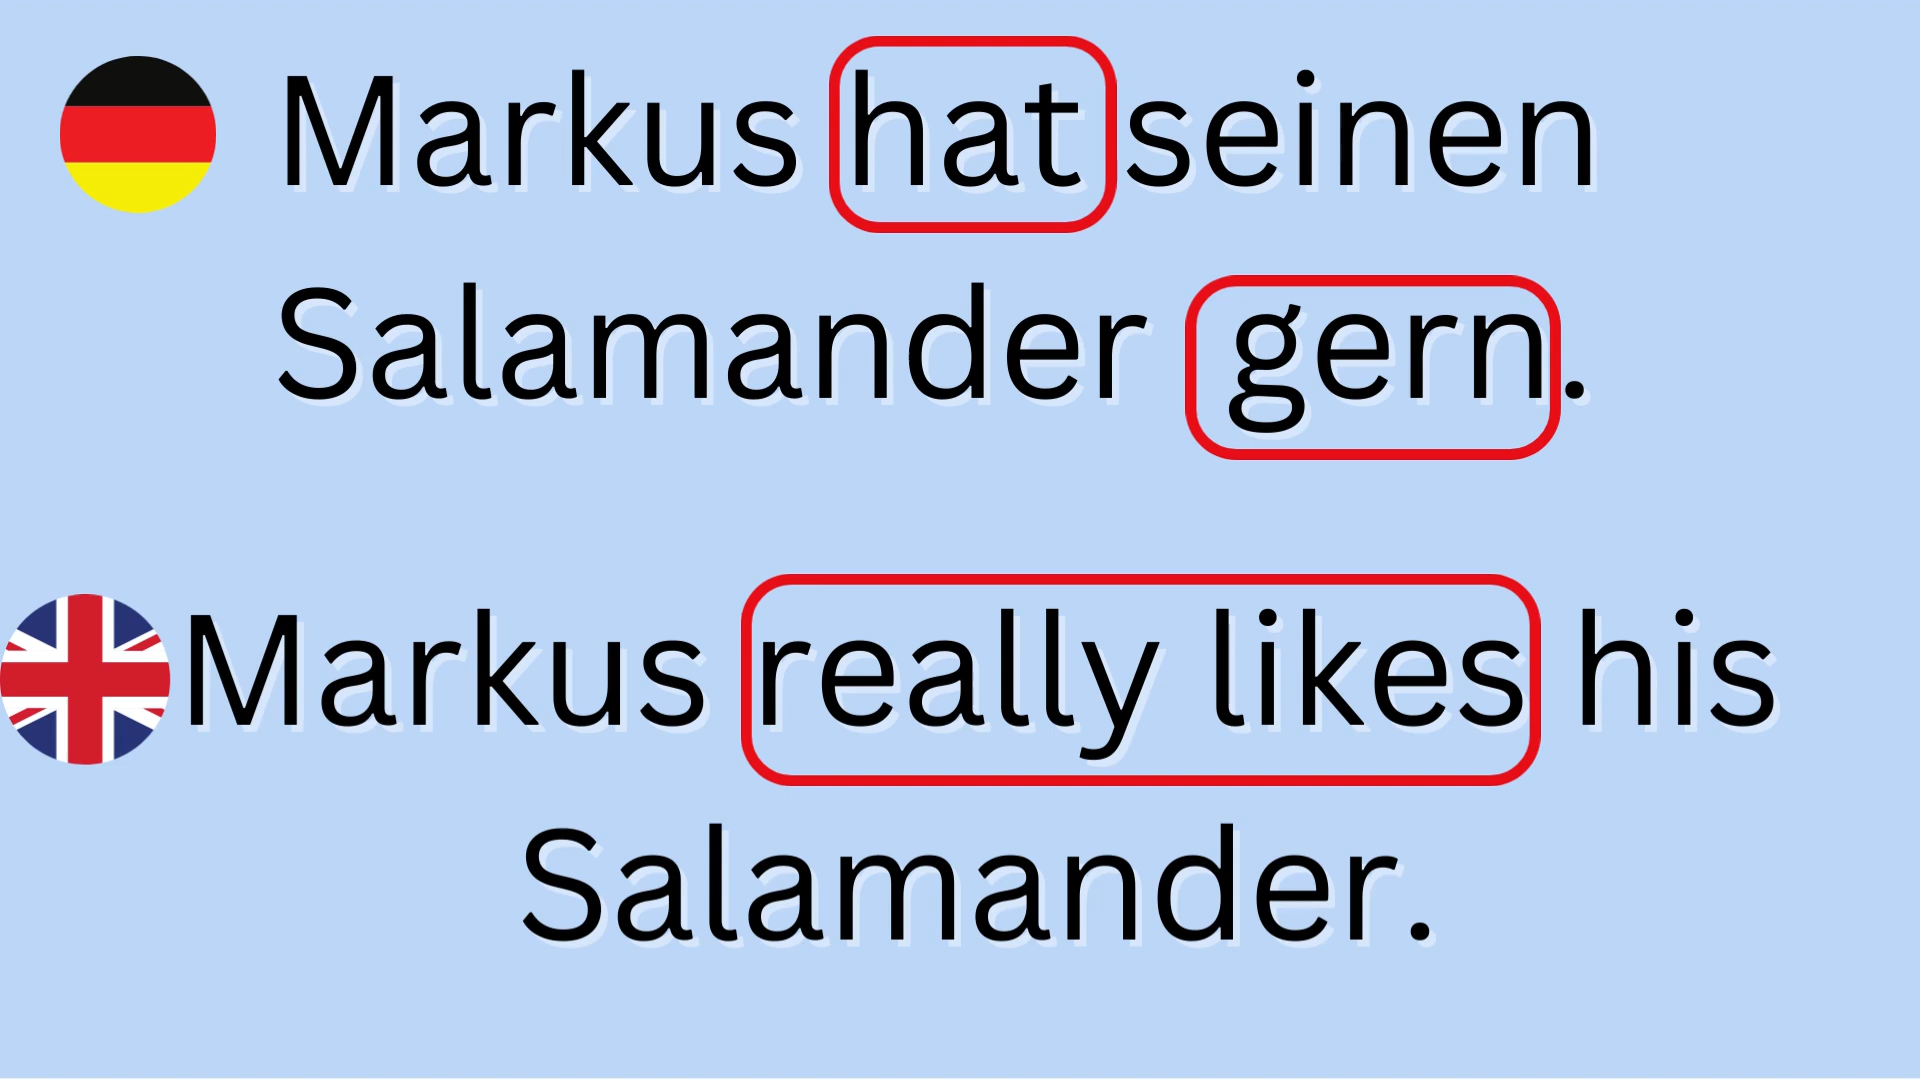 Markus hat seinen
Salamander gern.
Markus really likes his
Salamander.